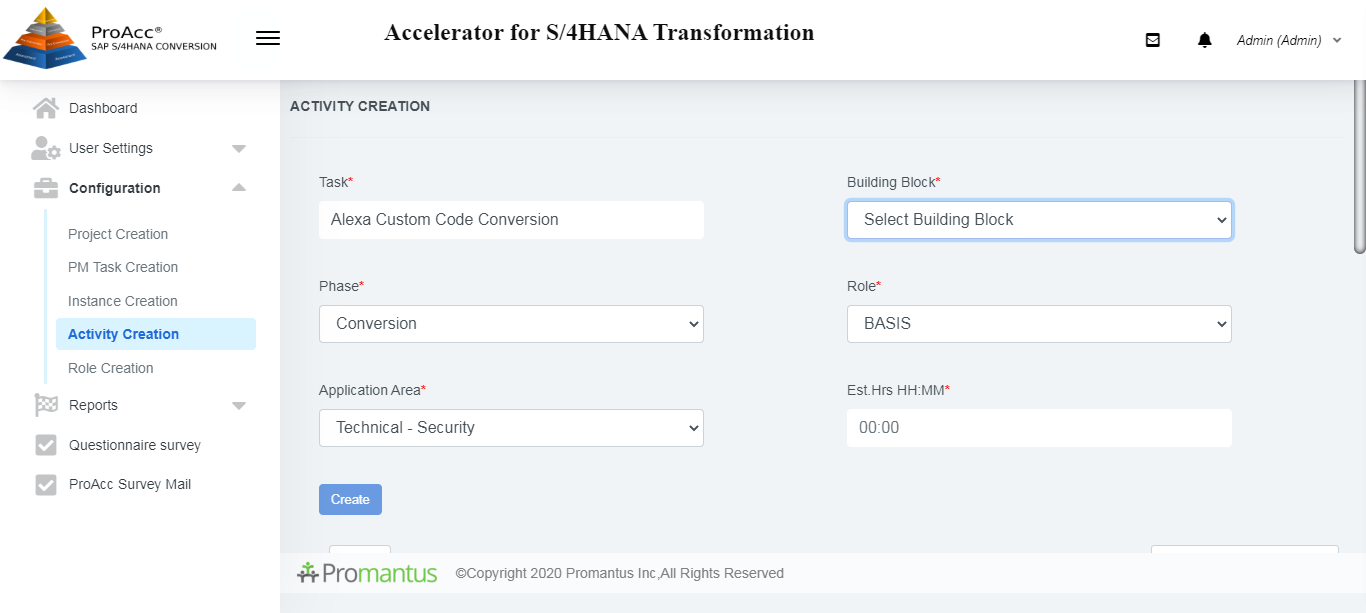 ProAcc®
SAP S/4HANA CONVERSION
Accelerator for S/4HANA Transformation
Admin (Admin)
Dashboard
User Settings
Configuration
Project Creation
PM Task Creation
Instance Creation
Activity Creation
Role Creation
Reports
Questionnaire survey
ProAcc Survey Mail
ACTIVITY CREATION
Task*
Alexa Custom Code Conversion
Building Block*
Select Building Block
Phase*
Conversion
Role*
BASIS
Application Area*
Technical - Security
Est.Hrs HH:MM*
00:00
Create
Promantus
©Copyright 2020 Promantus Inc,All Rights Reserved